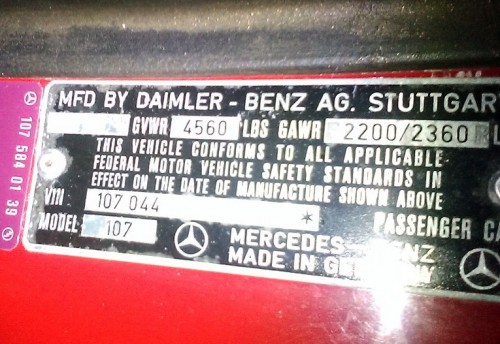 MFD BY DAIMLER - BENZ AG. STUTTGAR
GVWR 4560 LBS GAWR 2200/2360 L
THIS VEHICLE CONFORMS TO ALL APPLICABLE
FEDERAL MOTOR VEHICLE SAFETY STANDARDS IN
EFFECT ON THE DATE OF MANUFACTURE SHOWN ABOVE
VIN 107 044 * PASSENGER CA
MODEL 107
MERCEDES BENZ
MADE IN GERMANY
107 584 01 39